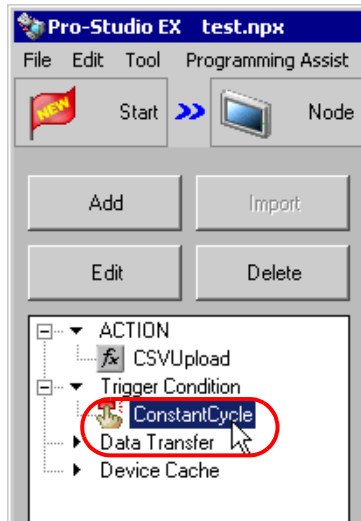 Pro-Studio EX test.npx
File Edit Tool Programming Assist
NEW Start Node
Add Import
Edit Delete
ACTION
fx CSVUpload
Trigger Condition
ConstantCycle
Data Transfer
Device Cache